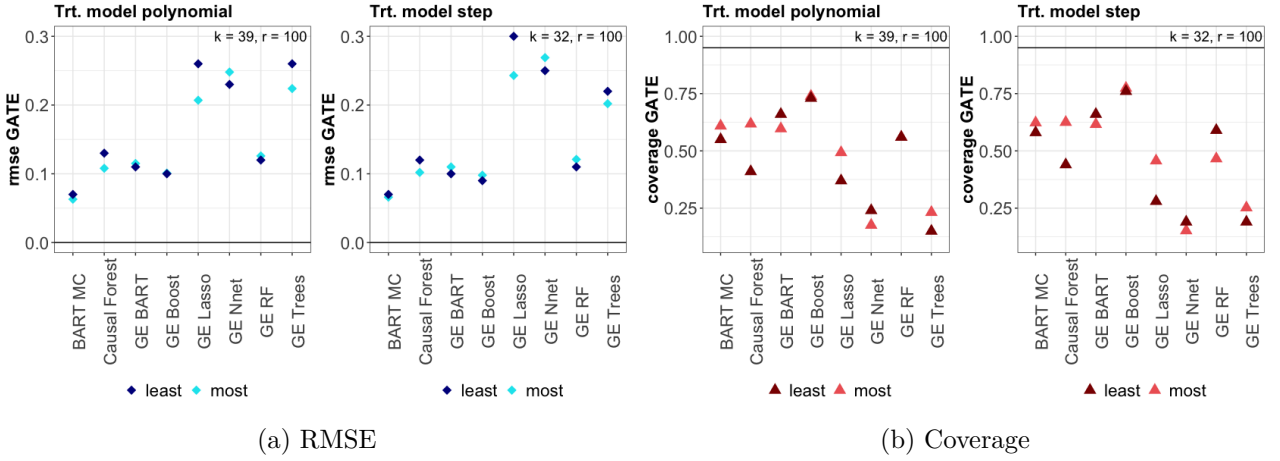 Trt. model polynomial
k = 39, r = 100
rmse GATE
0.3
0.2
0.1
0.0
BART MC
Causal Forest
GE BART
GE Boost
GE Lasso
GE Nnet
GE RF
GE Trees
least
most
Trt. model step
k = 32, r = 100
rmse GATE
0.3
0.2
0.1
0.0
BART MC
Causal Forest
GE BART
GE Boost
GE Lasso
GE Nnet
GE RF
GE Trees
least
most
(a) RMSE
Trt. model polynomial
k = 39, r = 100
coverage GATE
1.00
0.75
0.50
0.25
BART MC
Causal Forest
GE BART
GE Boost
GE Lasso
GE Nnet
GE RF
GE Trees
least
most
Trt. model step
k = 32, r = 100
coverage GATE
1.00
0.75
0.50
0.25
BART MC
Causal Forest
GE BART
GE Boost
GE Lasso
GE Nnet
GE RF
GE Trees
least
most
(b) Coverage